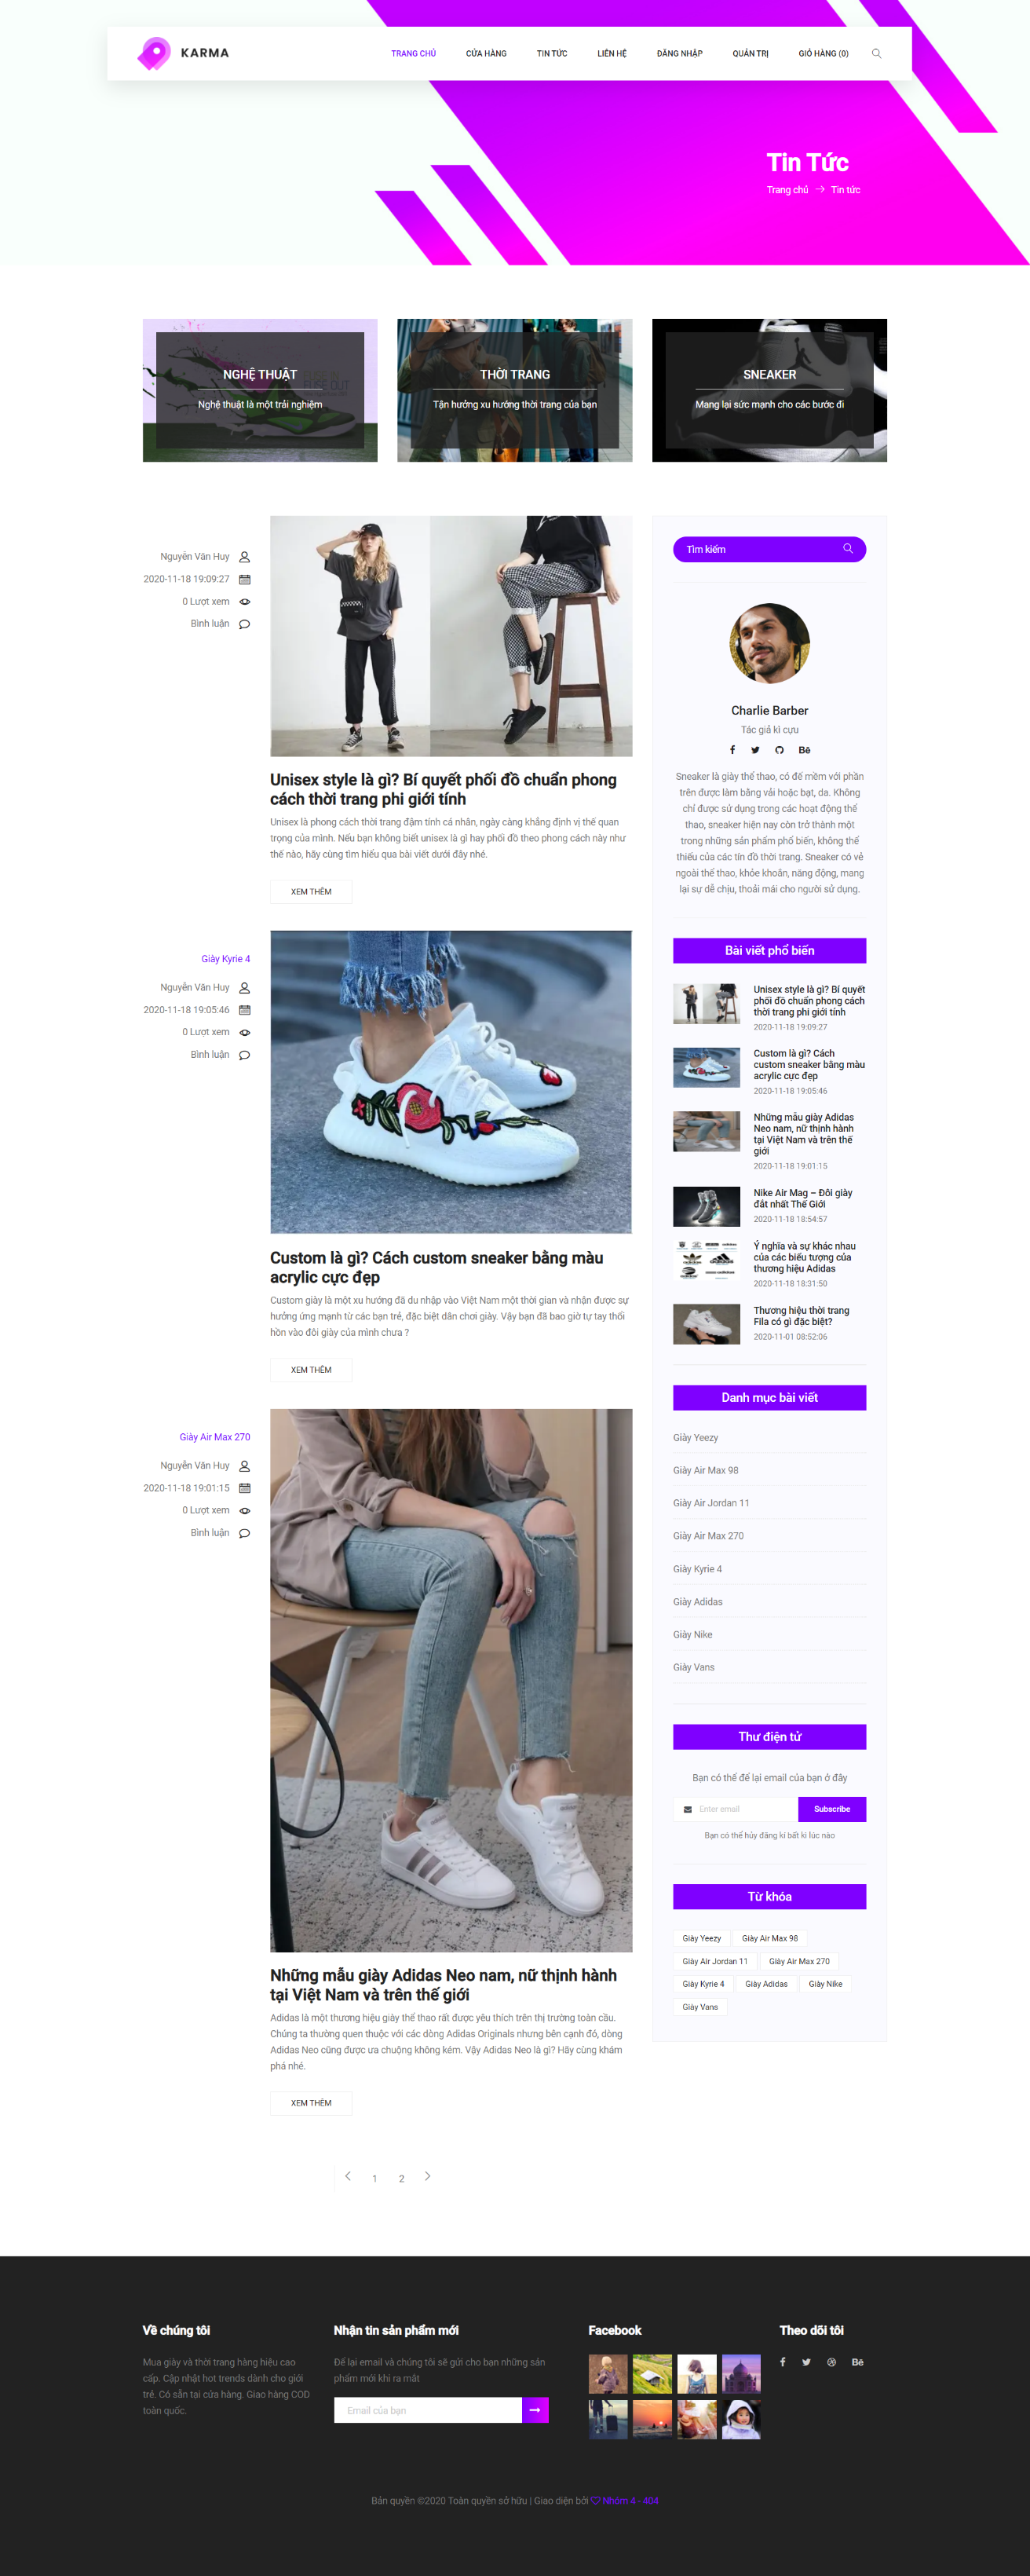 KARMA
TRANG CHỦ CỬA HÀNG TIN TỨC LIÊN HỆ ĐĂNG NHẬP QUẢN TRỊ GIỎ HÀNG (0)
Tin Tức
Trang chủ → Tin tức
NGHỆ THUẬT
Nghệ thuật là một trải nghiệm
THỜI TRANG
Tận hưởng xu hướng thời trang của bạn
SNEAKER
Mang lại sức mạnh cho các bước đi
Nguyễn Văn Huy
2020-11-18 19:09:27
0 Lượt xem
Bình luận
Unisex style là gì? Bí quyết phối đồ chuẩn phong
cách thời trang phi giới tính
Unisex là phong cách thời trang đậm tính cá nhân, ngày càng khẳng định vị thế quan
trọng của mình. Nếu bạn không biết unisex là gì hay phối đồ theo phong cách này như
thế nào, hãy cùng tìm hiểu qua bài viết dưới đây nhé.
XEM THÊM
Giày Kyrie 4
Nguyễn Văn Huy
2020-11-18 19:05:46
0 Lượt xem
Bình luận
Custom là gì? Cách custom sneaker bằng màu
acrylic cực đẹp
Custom giày là một xu hướng đã du nhập vào Việt Nam một thời gian và nhận được sự
hưởng ứng mạnh từ các bạn trẻ, đặc biệt dân chơi giày. Vậy bạn đã bao giờ tự tay thổi
hồn vào đôi giày của mình chưa ?
XEM THÊM
Giày Air Max 270
Nguyễn Văn Huy
2020-11-18 19:01:15
0 Lượt xem
Bình luận
Những mẫu giày Adidas Neo nam, nữ thịnh hành
tại Việt Nam và trên thế giới
Adidas là một thương hiệu giày thể thao rất được yêu thích trên thị trường toàn cầu.
Chúng ta thường quen thuộc với các dòng Adidas Originals nhưng bên cạnh đó, dòng
Adidas Neo cũng được ưa chuộng không kém. Vậy Adidas Neo là gì? Hãy cùng khám
phá nhé.
XEM THÊM
1 2
Tìm kiếm
Charlie Barber
Tác giả kì cựu
Sneaker là giày thể thao, có đế mềm với phần
trên được làm bằng vải hoặc bạt, da. Không
chỉ được sử dụng trong các hoạt động thể
thao, sneaker hiện nay còn trở thành một
trong những sản phẩm phổ biến, không thể
thiếu của các tín đồ thời trang. Sneaker có vẻ
ngoài thể thao, khỏe khoắn, năng động, mang
lại sự dễ chịu, thoải mái cho người sử dụng.
Bài viết phổ biến
Unisex style là gì? Bí quyết
phối đồ chuẩn phong cách
thời trang phi giới tính
2020-11-18 19:09:27
Custom là gì? Cách
custom sneaker bằng màu
acrylic cực đẹp
2020-11-18 19:05:46
Những mẫu giày Adidas
Neo nam, nữ thịnh hành
tại Việt Nam và trên thế
giới
2020-11-18 19:01:15
Nike Air Mag – Đôi giày
đắt nhất Thế Giới
2020-11-18 18:54:57
Ý nghĩa và sự khác nhau
của các biểu tượng của
thương hiệu Adidas
2020-11-18 18:31:50
Thương hiệu thời trang
Fila có gì đặc biệt?
2020-11-01 08:52:06
Danh mục bài viết
Giày Yeezy
Giày Air Max 98
Giày Air Jordan 11
Giày Air Max 270
Giày Kyrie 4
Giày Adidas
Giày Nike
Giày Vans
Thư điện tử
Bạn có thể để lại email của bạn ở đây
Enter email Subscribe
Bạn có thể hủy đăng kí bất kì lúc nào
Từ khóa
Giày Yeezy Giày Air Max 98
Giày Air Jordan 11 Giày Air Max 270
Giày Kyrie 4 Giày Adidas Giày Nike
Giày Vans
Về chúng tôi
Mua giày và thời trang hàng hiệu cao
cấp. Cập nhật hot trends dành cho giới
trẻ. Có sẵn tại cửa hàng. Giao hàng COD
toàn quốc.
Nhận tin sản phẩm mới
Để lại email và chúng tôi sẽ gửi cho bạn những sản
phẩm mới khi ra mắt
Email của bạn
Facebook
Theo dõi tôi
Bản quyền ©2020 Toàn quyền sở hữu | Giao diện bởi ♡ Nhóm 4 - 404